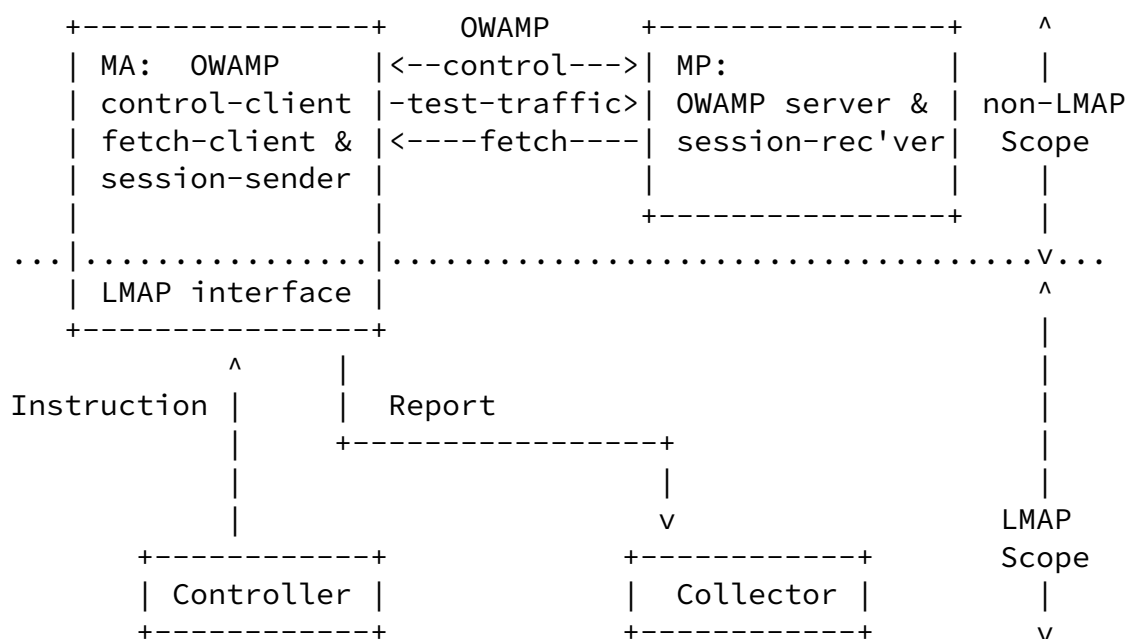 +----------------+    OWAMP     +----------------+    ^
    | MA:  OWAMP     |<--control--->| MP:            |    |
    | control-client |-test-traffic>| OWAMP server & | non-LMAP
    | fetch-client & |<----fetch----| session-rec'ver|  Scope
    | session-sender |              |                |    |
    |                |              +----------------+    |
 ...|................|....................................v...
    | LMAP interface |                                    ^
    +----------------+                                    |
             ^     |                                      |
 Instruction |     |  Report                              |
             |     +-----------------+                    |
             |                       |                    |
             |                       v                  LMAP
        +------------+             +------------+       Scope
        | Controller |             |  Collector |         |
        +------------+             +------------+         v